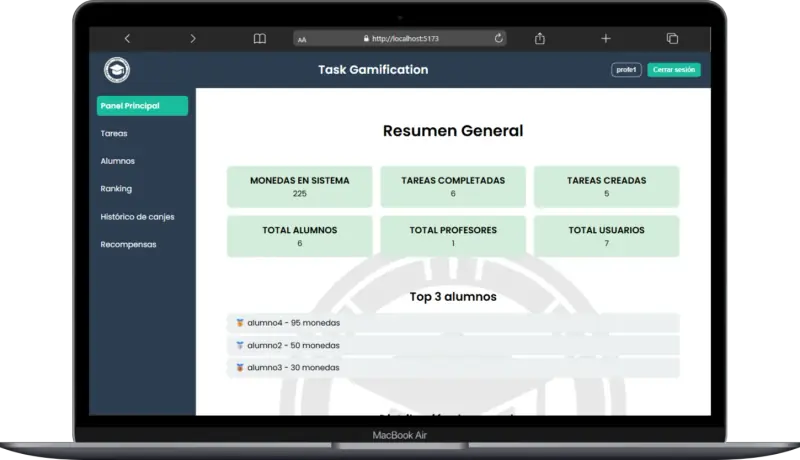 AA http://localhost:5173
Task Gamification
profe1
Cerrar sesión
Panel Principal
Tareas
Alumnos
Ranking
Histórico de canjes
Recompensas
Resumen General
MONEDAS EN SISTEMA
225
TAREAS COMPLETADAS
6
TAREAS CREADAS
5
TOTAL ALUMNOS
6
TOTAL PROFESORES
1
TOTAL USUARIOS
7
Top 3 alumnos
alumno4 - 95 monedas
alumno2 - 50 monedas
alumno3 - 30 monedas
MacBook Air